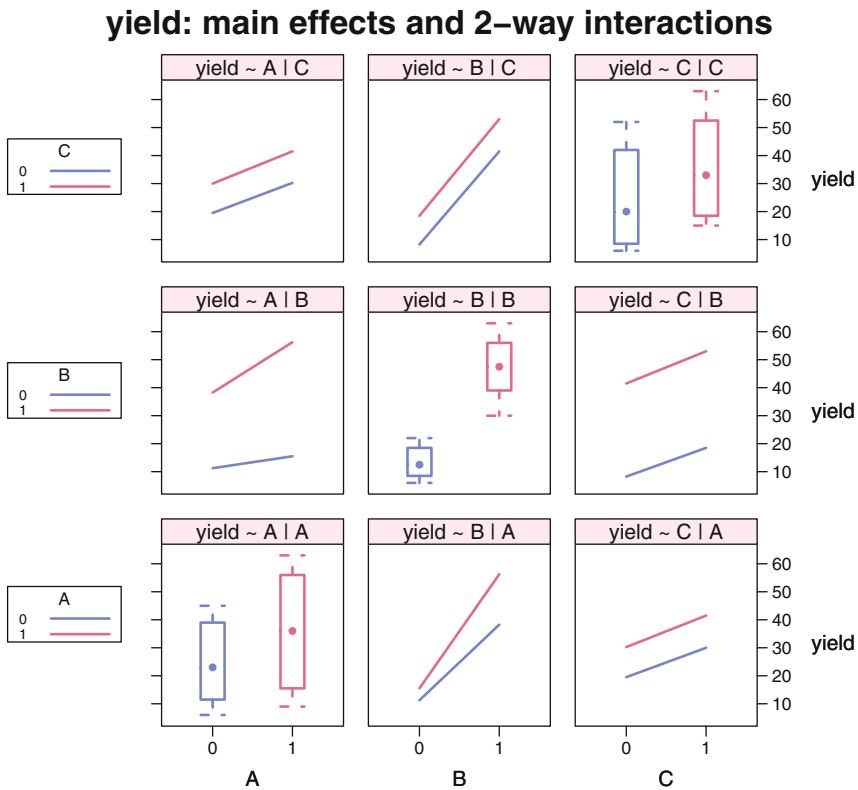 yield: main effects and 2−way interactions
yield ~ A | C
yield ~ B | C
yield ~ C | C
C
0
1
60
50
40
30
20
10
yield
yield ~ A | B
yield ~ B | B
yield ~ C | B
B
0
1
60
50
40
30
20
10
yield
yield ~ A | A
yield ~ B | A
yield ~ C | A
A
0
1
60
50
40
30
20
10
yield
0 1
0 1
0 1
A
B
C